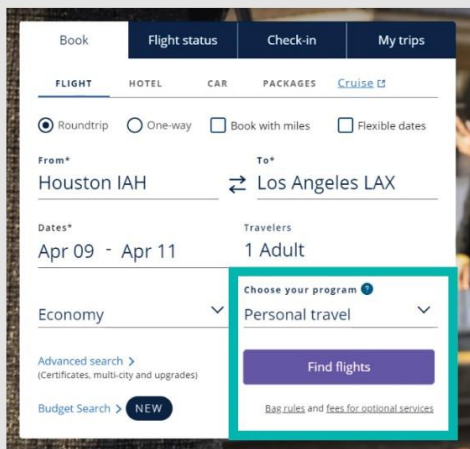 Book Flight status Check-in My trips
FLIGHT HOTEL CAR PACKAGES Cruise
Roundtrip One-way Book with miles Flexible dates
From* To*
Houston IAH Los Angeles LAX
Dates* Travelers
Apr 09 - Apr 11 1 Adult
Choose your program ?
Economy Personal travel
Advanced search > Find flights
(Certificates, multi-city and upgrades)
Budget Search > NEW Bag rules and fees for optional services